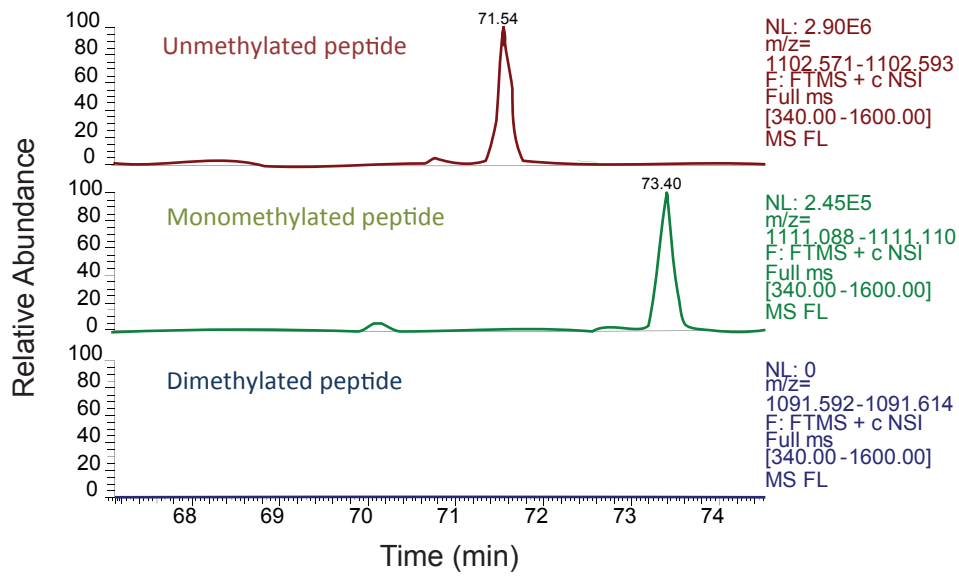 Relative Abundance
100
80
60
40
20
0
Unmethylated peptide
71.54
NL: 2.90E6
m/z=
1102.571-1102.593
F: FTMS + c NSI
Full ms
[340.00-1600.00]
MS FL
100
80
60
40
20
0
Monomethylated peptide
73.40
NL: 2.45E5
m/z=
1111.088-1111.110
F: FTMS + c NSI
Full ms
[340.00-1600.00]
MS FL
100
80
60
40
20
0
Dimethylated peptide
NL: 0
m/z=
1091.592-1091.614
F: FTMS + c NSI
Full ms
[340.00-1600.00]
MS FL
68 69 70 71 72 73 74
Time (min)